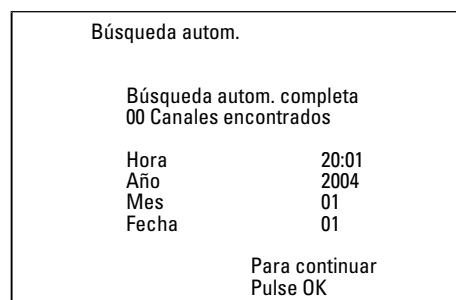 Búsqueda autom.
Búsqueda autom. completa
00 Canales encontrados
Hora 20:01
Año 2004
Mes 01
Fecha 01
Para continuar
Pulse OK